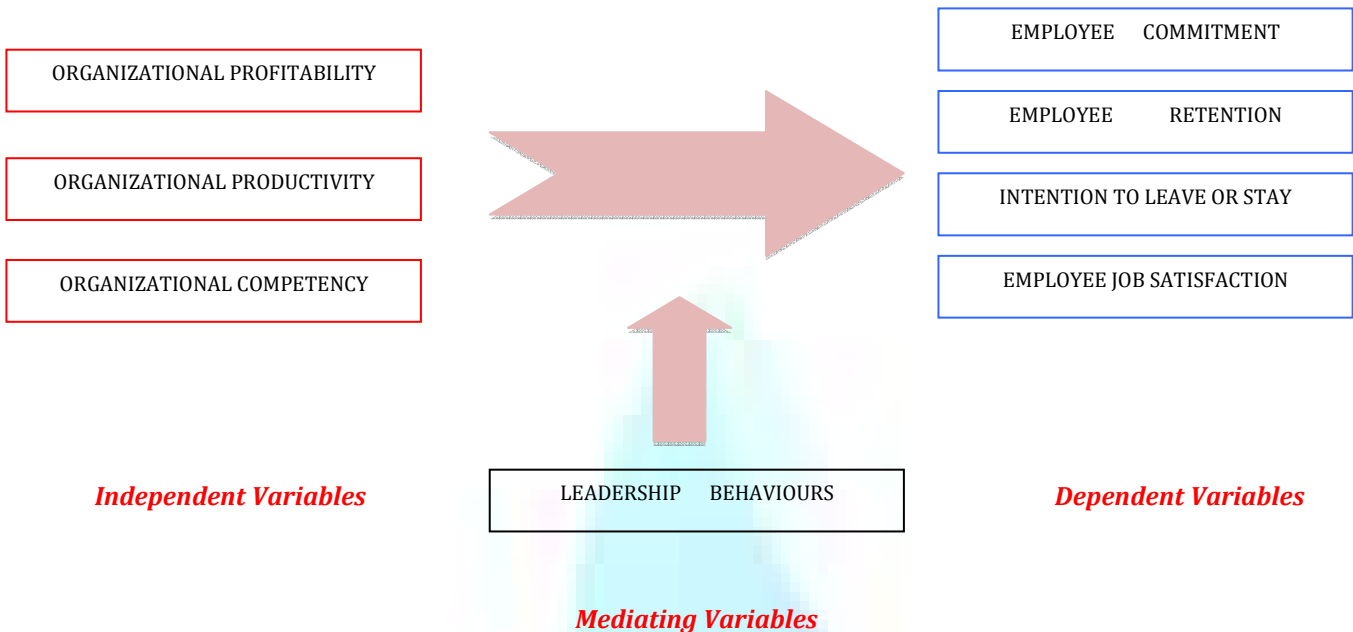 ORGANIZATIONAL PROFITABILITY
ORGANIZATIONAL PRODUCTIVITY
ORGANIZATIONAL COMPETENCY
Independent Variables
LEADERSHIP BEHAVIOURS
Mediating Variables
EMPLOYEE COMMITMENT
EMPLOYEE RETENTION
INTENTION TO LEAVE OR STAY
EMPLOYEE JOB SATISFACTION
Dependent Variables